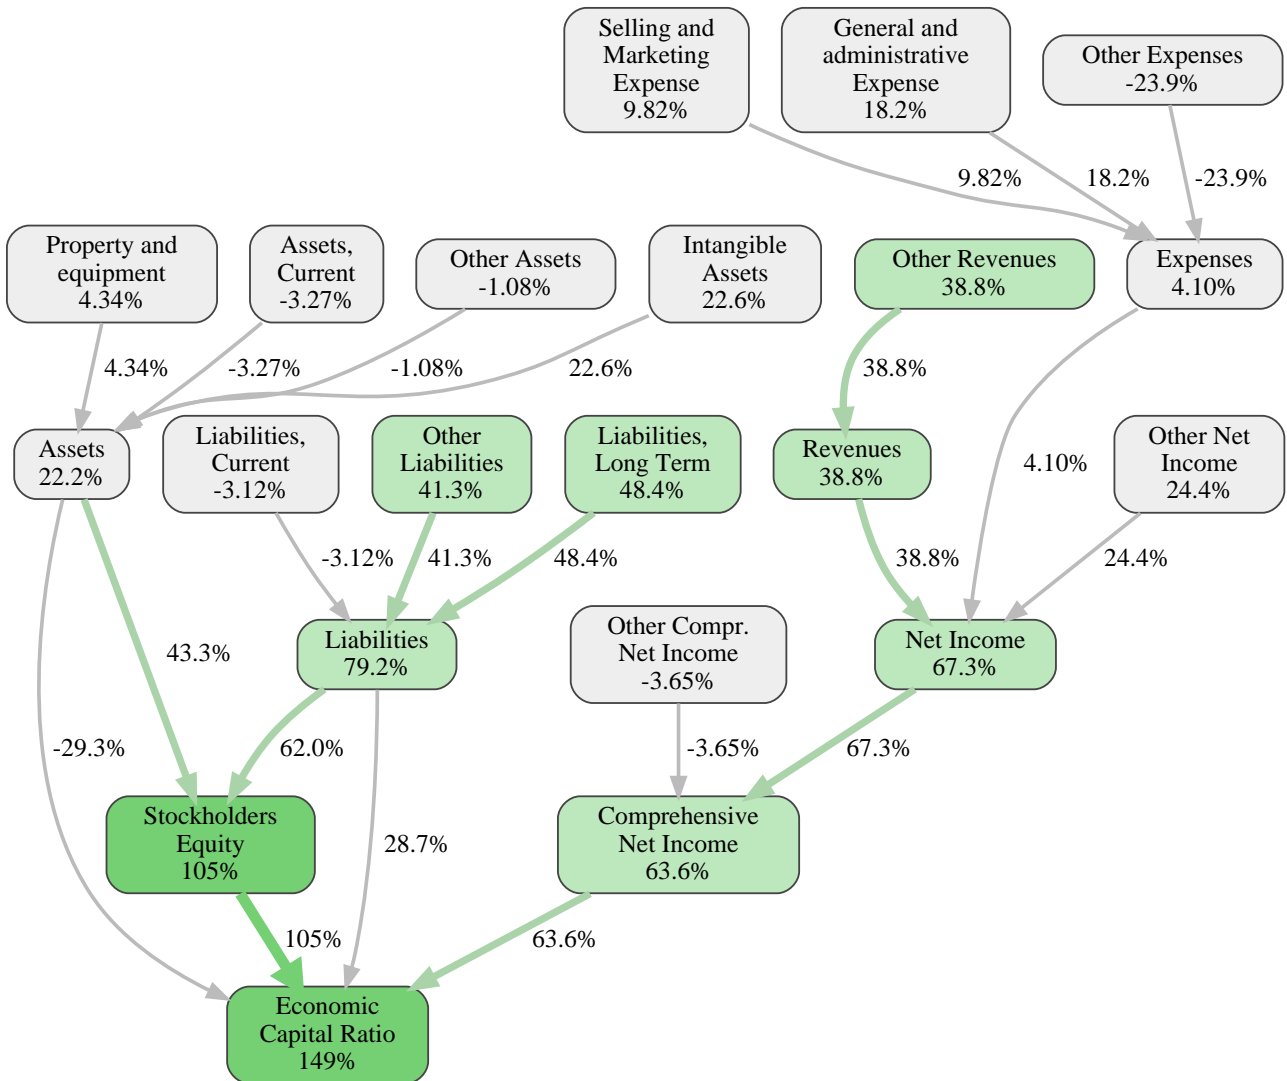 Selling and
Marketing
Expense
9.82%
General and
administrative
Expense
18.2%
Other Expenses
-23.9%
9.82%
18.2%
-23.9%
Property and
equipment
4.34%
Assets,
Current
-3.27%
Other Assets
-1.08%
Intangible
Assets
22.6%
Other Revenues
38.8%
Expenses
4.10%
4.34%
-3.27%
-1.08%
22.6%
38.8%
Assets
22.2%
Liabilities,
Current
-3.12%
Other
Liabilities
41.3%
Liabilities,
Long Term
48.4%
Revenues
38.8%
4.10%
Other Net
Income
24.4%
-3.12%
41.3%
48.4%
38.8%
24.4%
43.3%
Liabilities
79.2%
Other Compr.
Net Income
-3.65%
Net Income
67.3%
-29.3%
62.0%
-3.65%
67.3%
Stockholders
Equity
105%
28.7%
Comprehensive
Net Income
63.6%
105%
63.6%
Economic
Capital Ratio
149%